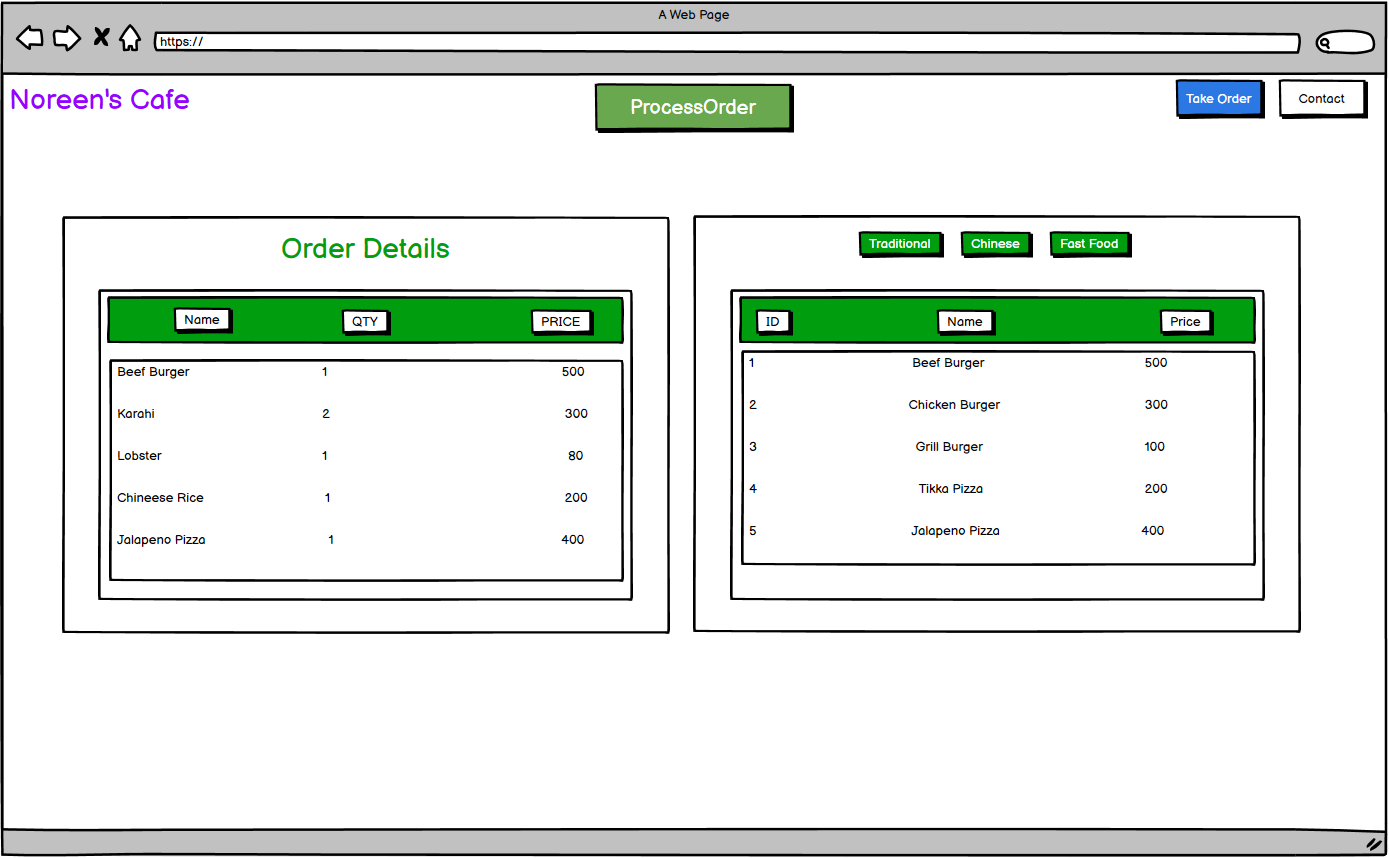 A Web Page
https://
Noreen's Cafe
ProcessOrder
Take Order
Contact
Order Details
Name QTY PRICE
Beef Burger 1 500
Karahi 2 300
Lobster 1 80
Chineese Rice 1 200
Jalapeno Pizza 1 400
Traditional Chinese Fast Food
ID Name Price
1 Beef Burger 500
2 Chicken Burger 300
3 Grill Burger 100
4 Tikka Pizza 200
5 Jalapeno Pizza 400